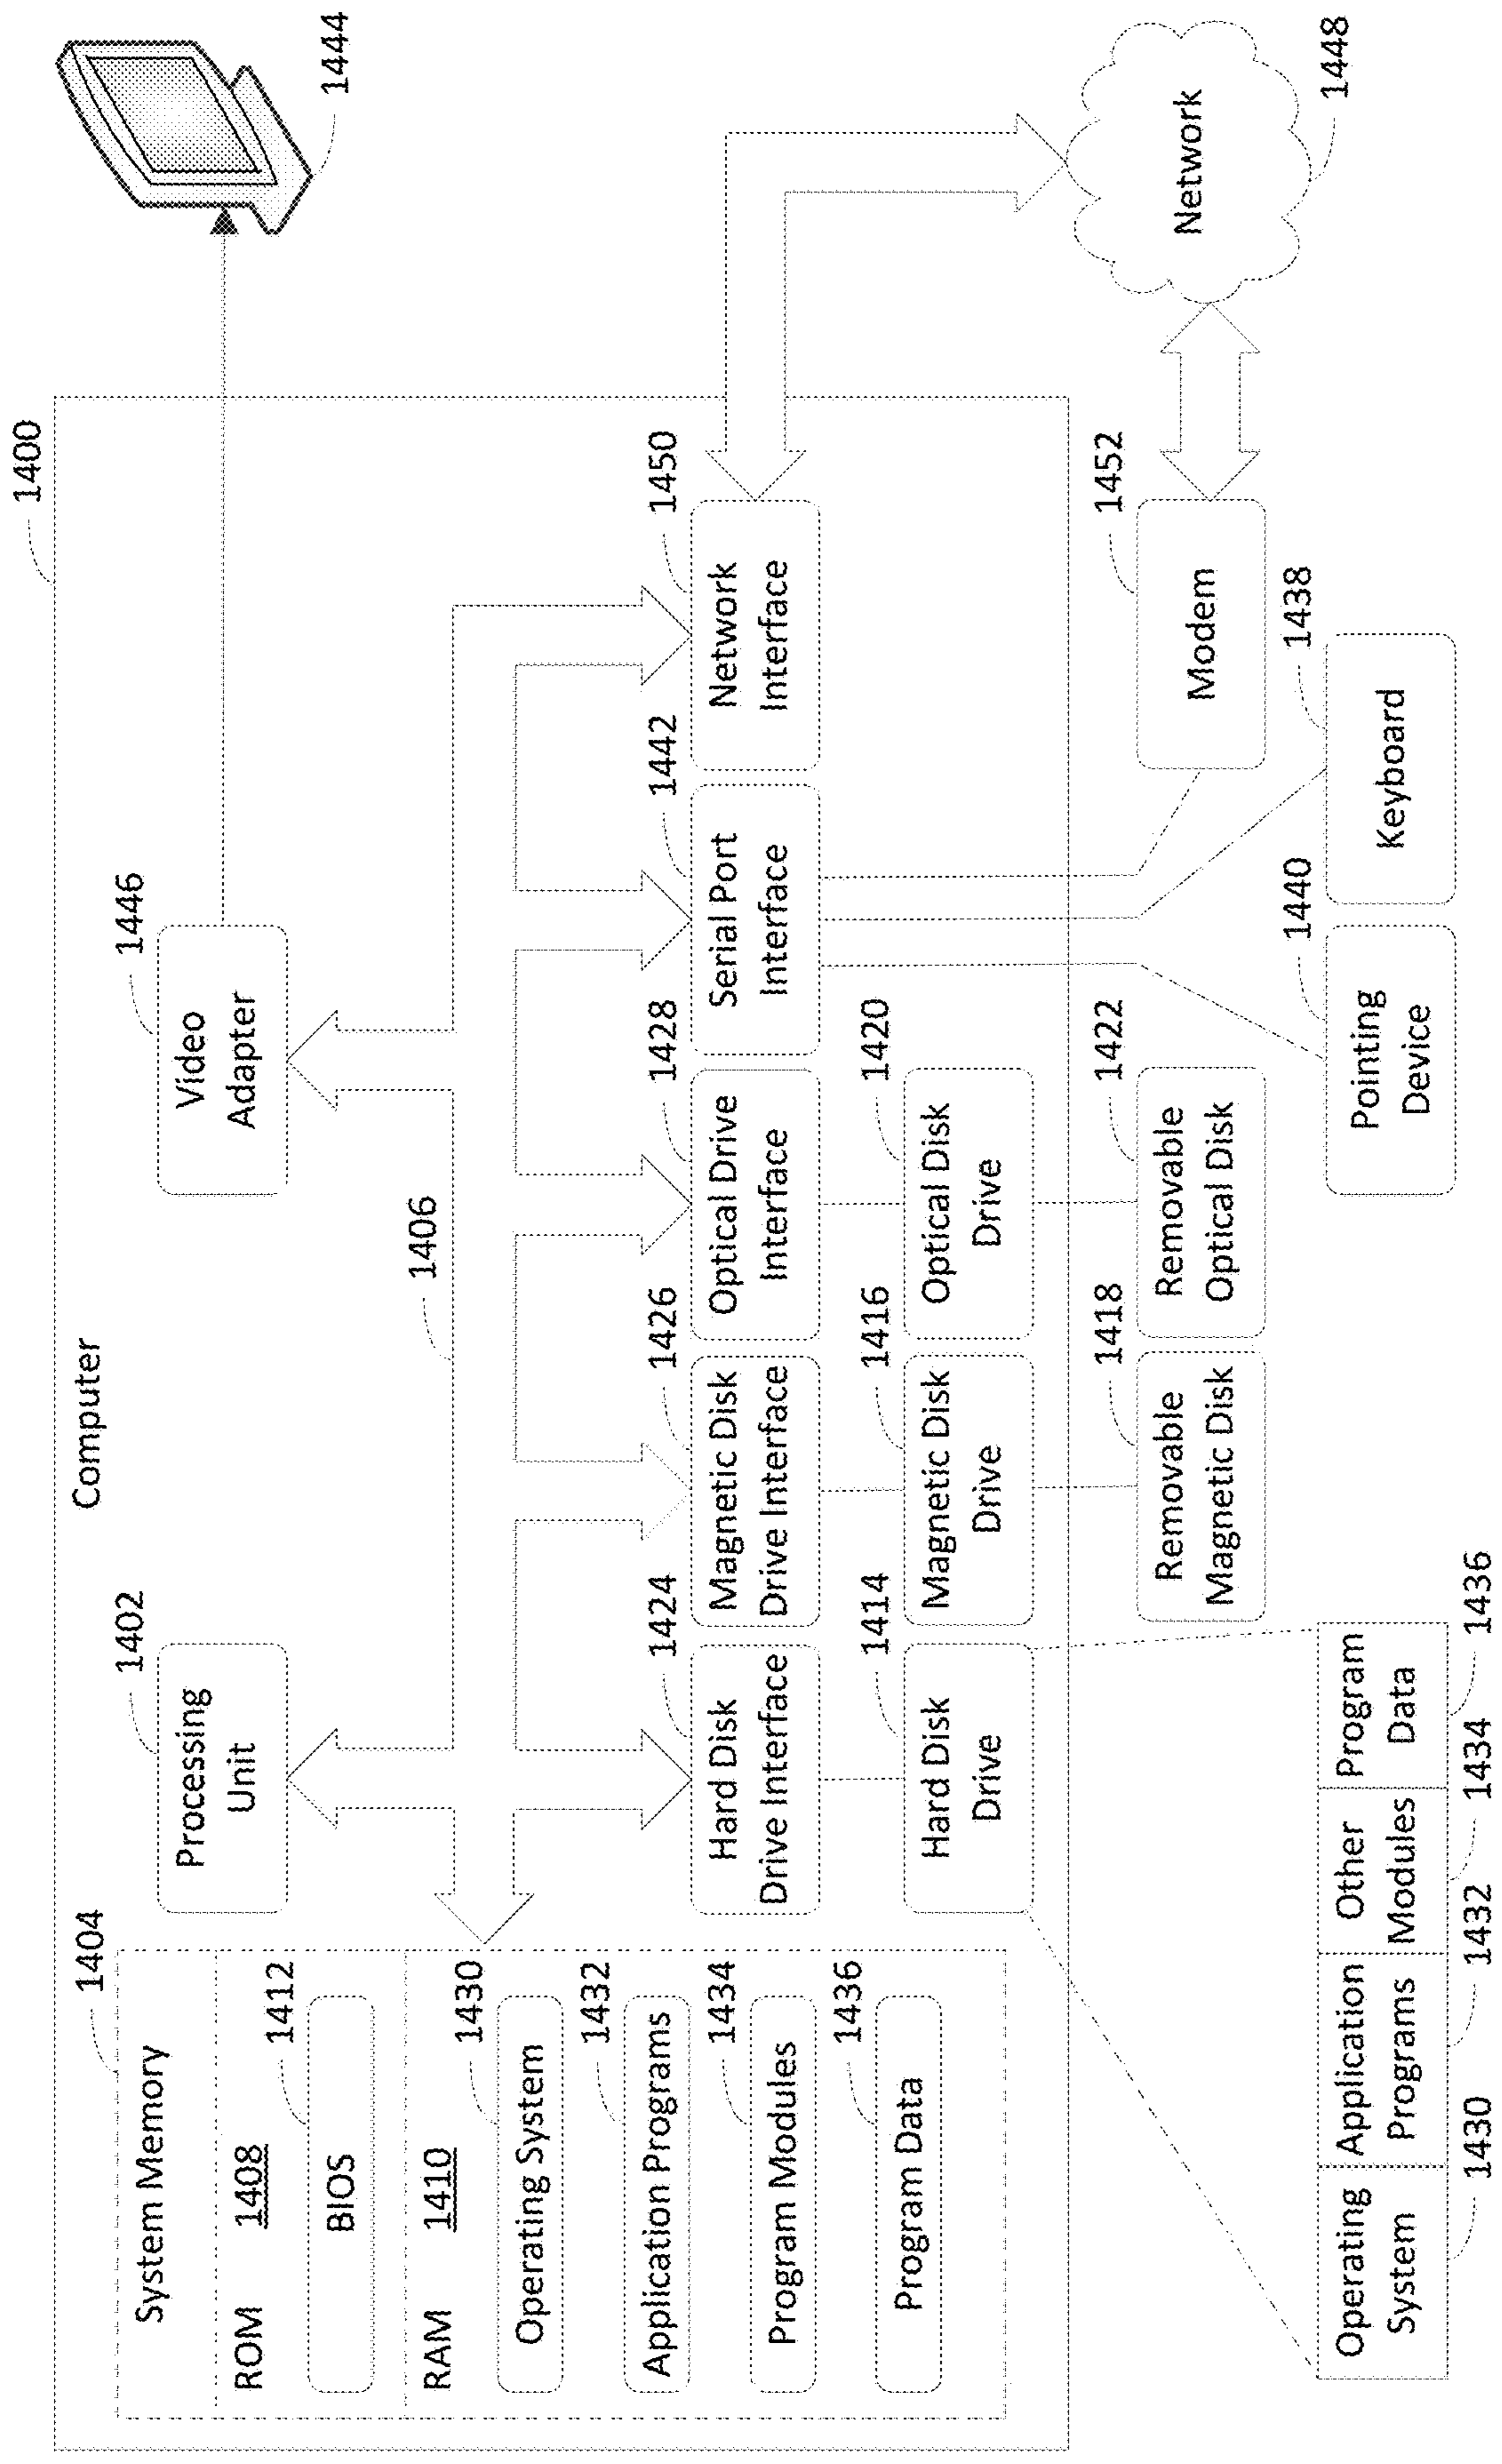 1400
Computer
1404
System Memory
ROM 1408
1412
BIOS
RAM 1410
1430
Operating System
1432
Application Programs
1434
Program Modules
1436
Program Data
1402
Processing
Unit
1446
Video
Adapter
1444
1406
1424
Hard Disk
Drive Interface
1426
Magnetic Disk
Drive Interface
1428
Optical Drive
Interface
1442
Serial Port
Interface
1450
Network
Interface
1414
Hard Disk
Drive
1416
Magnetic Disk
Drive
1420
Optical Disk
Drive
1418
Removable
Magnetic Disk
1422
Removable
Optical Disk
1452
Modem
Network
1448
1440
Pointing
Device
1438
Keyboard
Operating
System
1430
Application
Programs
1432
Other
Modules
1434
Program
Data
1436